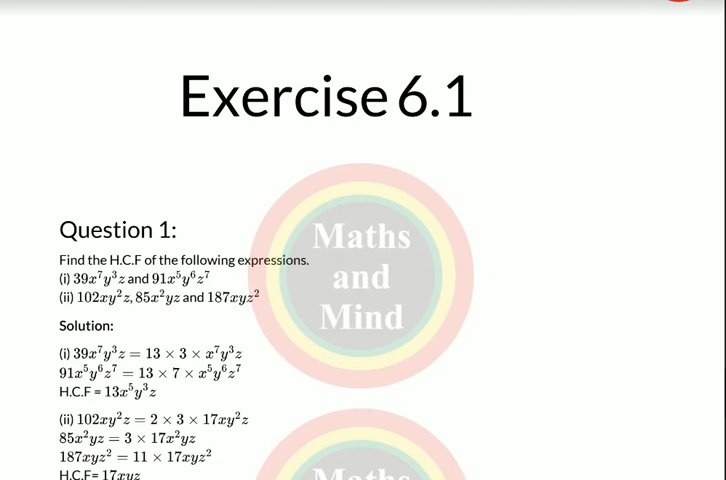 Exercise 6.1
Question 1:
Find the H.C.F of the following expressions.
(i) 39x⁷y³z and 91x⁵y⁶z⁷
(ii) 102xy²z, 85x²yz and 187xyz²
Solution:
(i) 39x⁷y³z = 13 × 3 × x⁷y³z
91x⁵y⁶z⁷ = 13 × 7 × x⁵y⁶z⁷
H.C.F = 13x⁵y³z
(ii) 102xy²z = 2 × 3 × 17xy²z
85x²yz = 3 × 17x²yz
187xyz² = 11 × 17xyz²
H.C.F= 17xyz
Maths
and
Mind
Maths